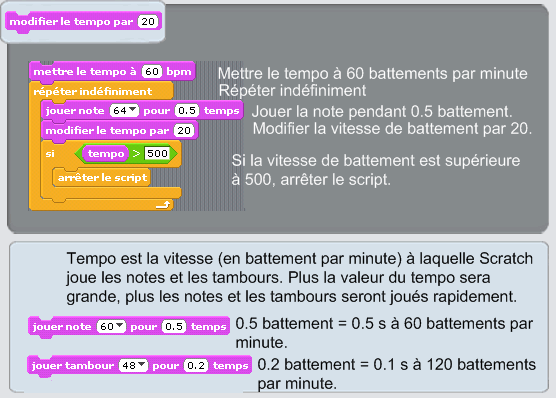 modifier le tempo par 20
mettre le tempo à 60 bpm
Mettre le tempo à 60 battements par minute
répéter indéfiniment
Répéter indéfiniment
jouer note 64 pour 0.5 temps
Jouer la note pendant 0.5 battement.
modifier le tempo par 20
Modifier la vitesse de battement par 20.
si tempo > 500
Si la vitesse de battement est supérieure
à 500, arrêter le script.
arrêter le script
Tempo est la vitesse (en battement par minute) à laquelle Scratch
joue les notes et les tambours. Plus la valeur du tempo sera
grande, plus les notes et les tambours seront joués rapidement.
jouer note 60 pour 0.5 temps
0.5 battement = 0.5 s à 60 battements par
minute.
jouer tambour 48 pour 0.2 temps
0.2 battement = 0.1 s à 120 battements
par minute.